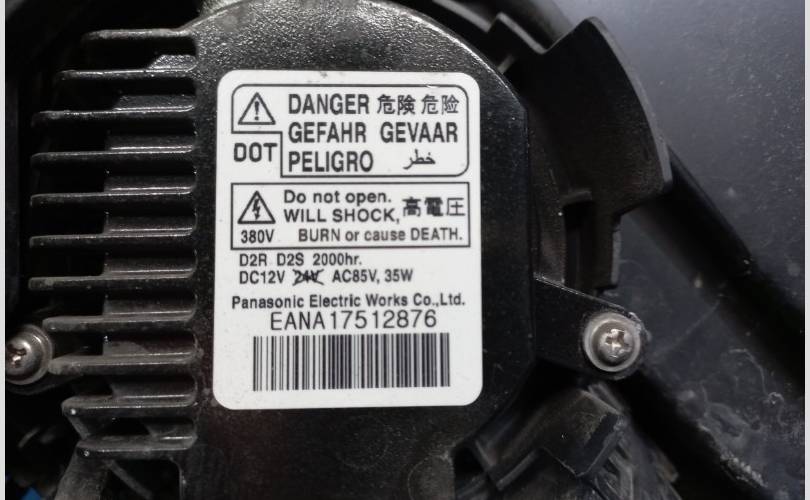 DANGER 危険 危险
GEFAHR GEVAAR
DOT PELIGRO خطر
Do not open.
WILL SHOCK, 高電圧
380V BURN or cause DEATH.
D2R D2S 2000hr.
DC12V 24V AC85V, 35W
Panasonic Electric Works Co.,Ltd.
EANA17512876